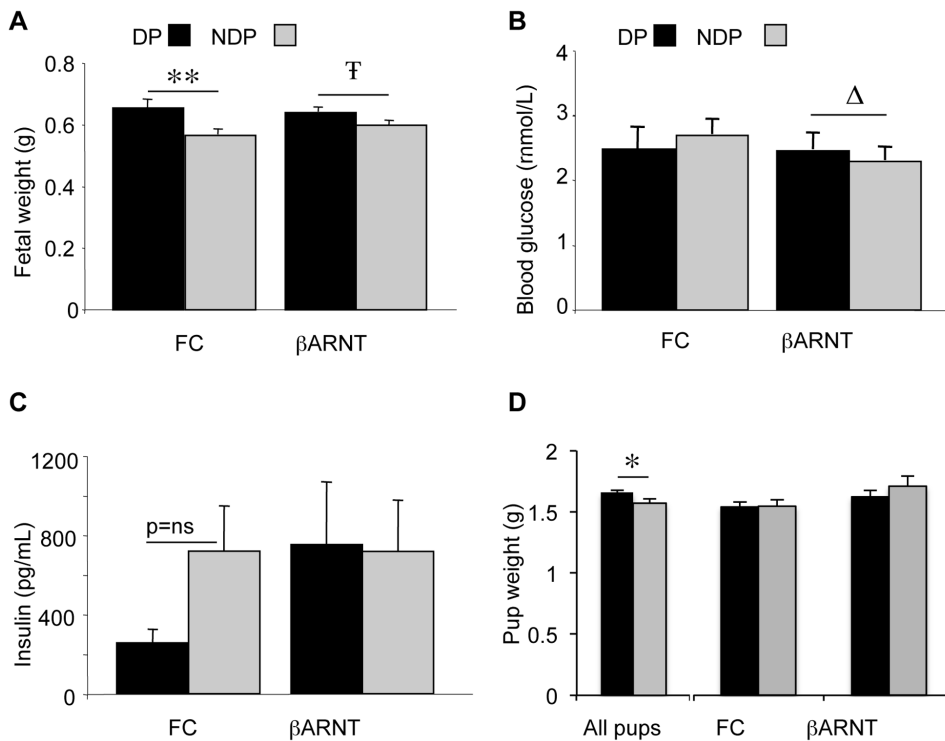 A
DP NDP
Fetal weight (g)
0.8
0.6
0.4
0.2
0
**
Ŧ
FC βARNT
B
DP NDP
Blood glucose (mmol/L)
4
3
2
1
0
Δ
FC βARNT
C
Insulin (pg/mL)
1200
800
400
0
p=ns
FC βARNT
D
Pup weight (g)
2
1.5
1
0.5
0
*
All pups FC βARNT